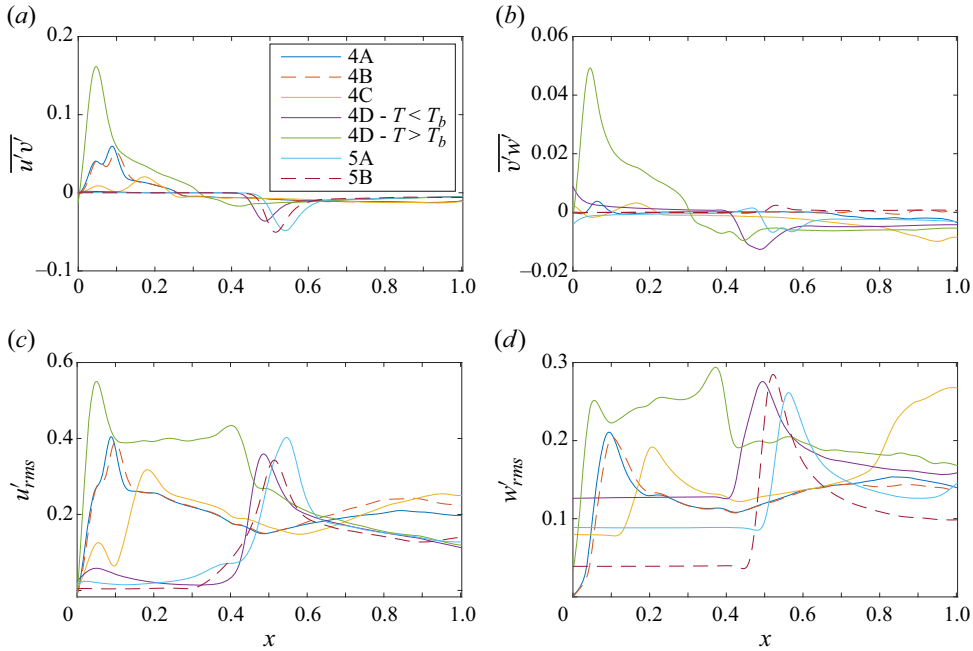 (a)
0.2
0.1
0
−0.1
u′v′
0 0.2 0.4 0.6 0.8 1.0
4A
4B
4C
4D - T < T_b
4D - T > T_b
5A
5B
(b)
0.06
0.04
0.02
0
−0.02
v′w′
0 0.2 0.4 0.6 0.8 1.0
(c)
0.6
0.4
0.2
u′rms
0 0.2 0.4 0.6 0.8 1.0
x
(d)
0.3
0.2
0.1
w′rms
0 0.2 0.4 0.6 0.8 1.0
x